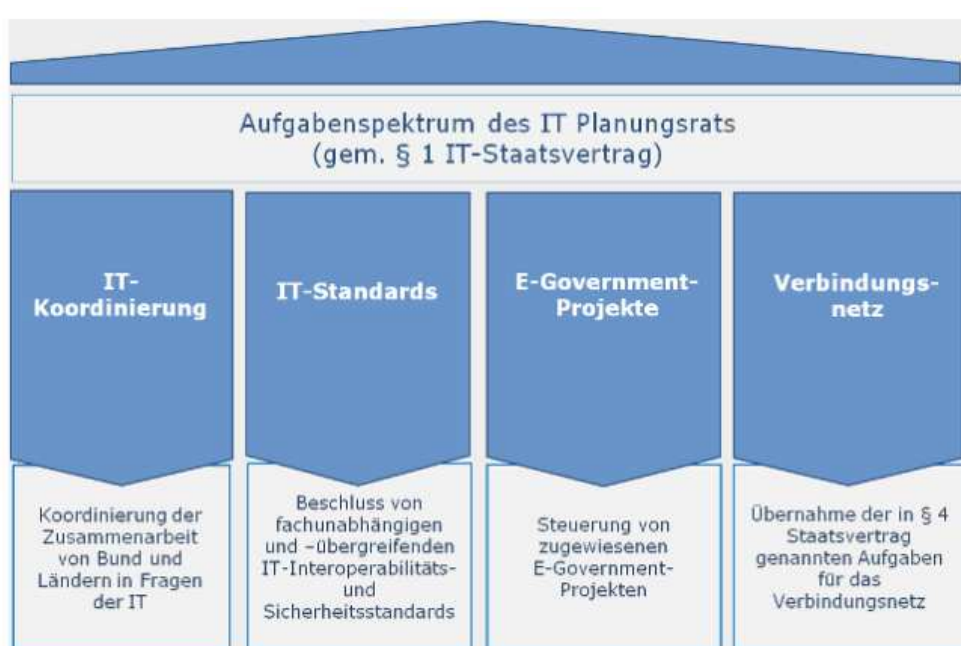 Aufgabenspektrum des IT Planungsrats
(gem. § 1 IT-Staatsvertrag)
IT-
Koordinierung
IT-Standards
E-Government-
Projekte
Verbindungs-
netz
Koordinierung der
Zusammenarbeit
von Bund und
Ländern in Fragen
der IT
Beschluss von
fachunabhängigen
und –übergreifenden
IT-Interoperabilitäts-
und
Sicherheitsstandards
Steuerung von
zugewiesenen
E-Government-
Projekten
Übernahme der in § 4
Staatsvertrag
genannten Aufgaben
für das
Verbindungsnetz